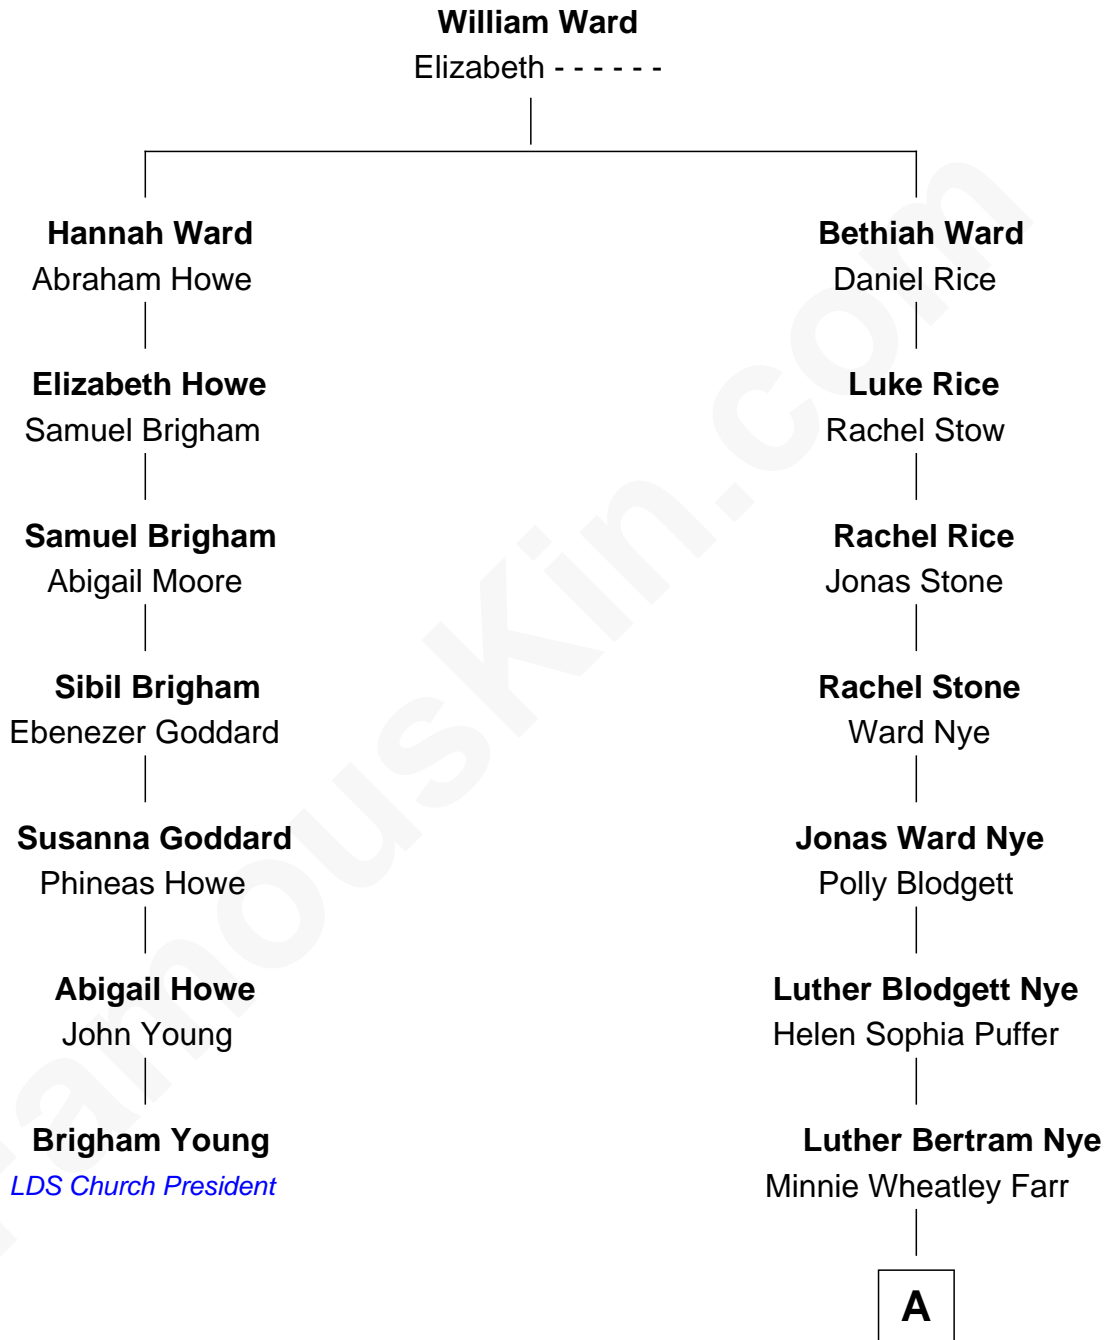 William Ward
Elizabeth - - - - - -
Hannah Ward
Abraham Howe
Bethiah Ward
Daniel Rice
Elizabeth Howe
Samuel Brigham
Luke Rice
Rachel Stow
Samuel Brigham
Abigail Moore
Rachel Rice
Jonas Stone
Sibil Brigham
Ebenezer Goddard
Rachel Stone
Ward Nye
Susanna Goddard
Phineas Howe
Jonas Ward Nye
Polly Blodgett
Abigail Howe
John Young
Luther Blodgett Nye
Helen Sophia Puffer
Brigham Young
LDS Church President
Luther Bertram Nye
Minnie Wheatley Farr
A
FamousKin.com